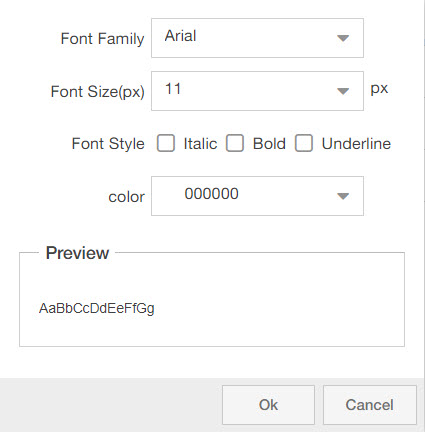 Font Family Arial
Font Size(px) 11 px
Font Style Italic Bold Underline
color 000000
Preview
AaBbCcDdEeFfGg
Ok Cancel